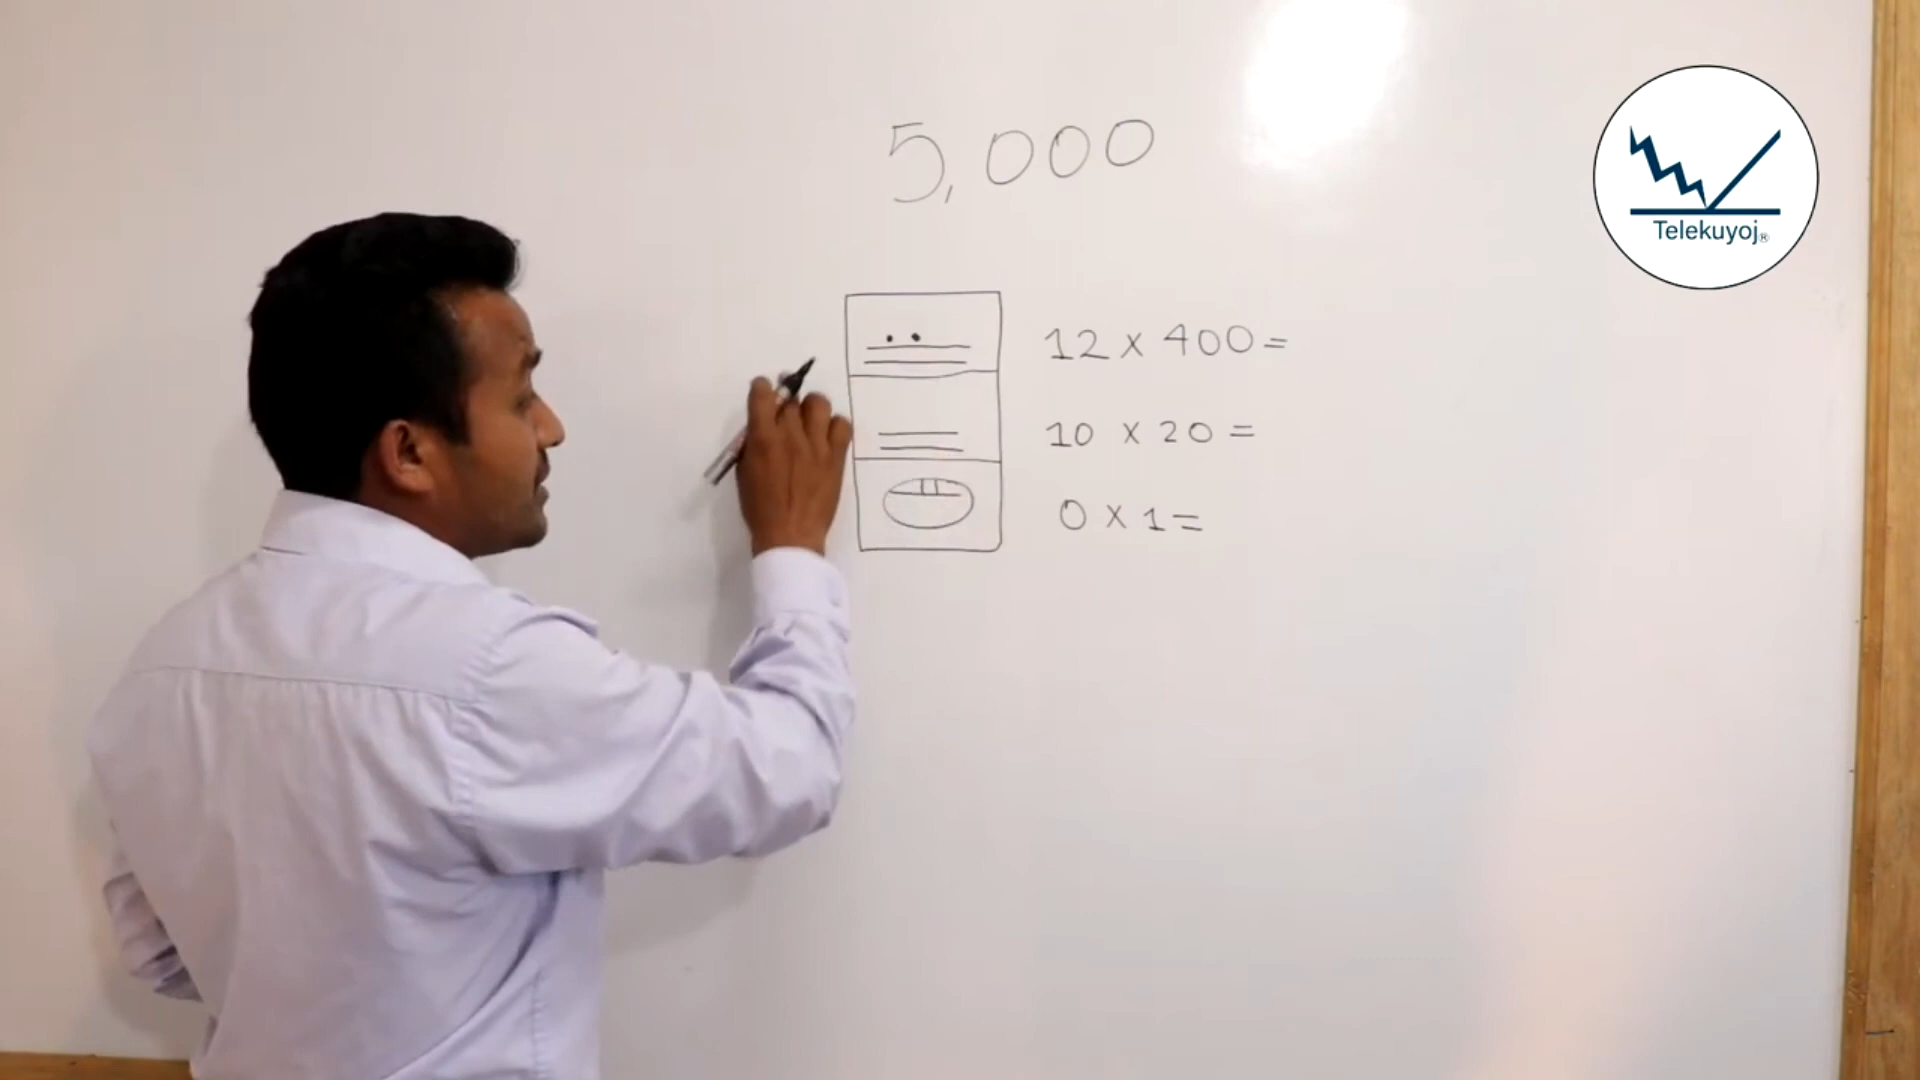 5,000
12 x 400 =
10 x 20 =
0 x 1 =
Telekuyoj®